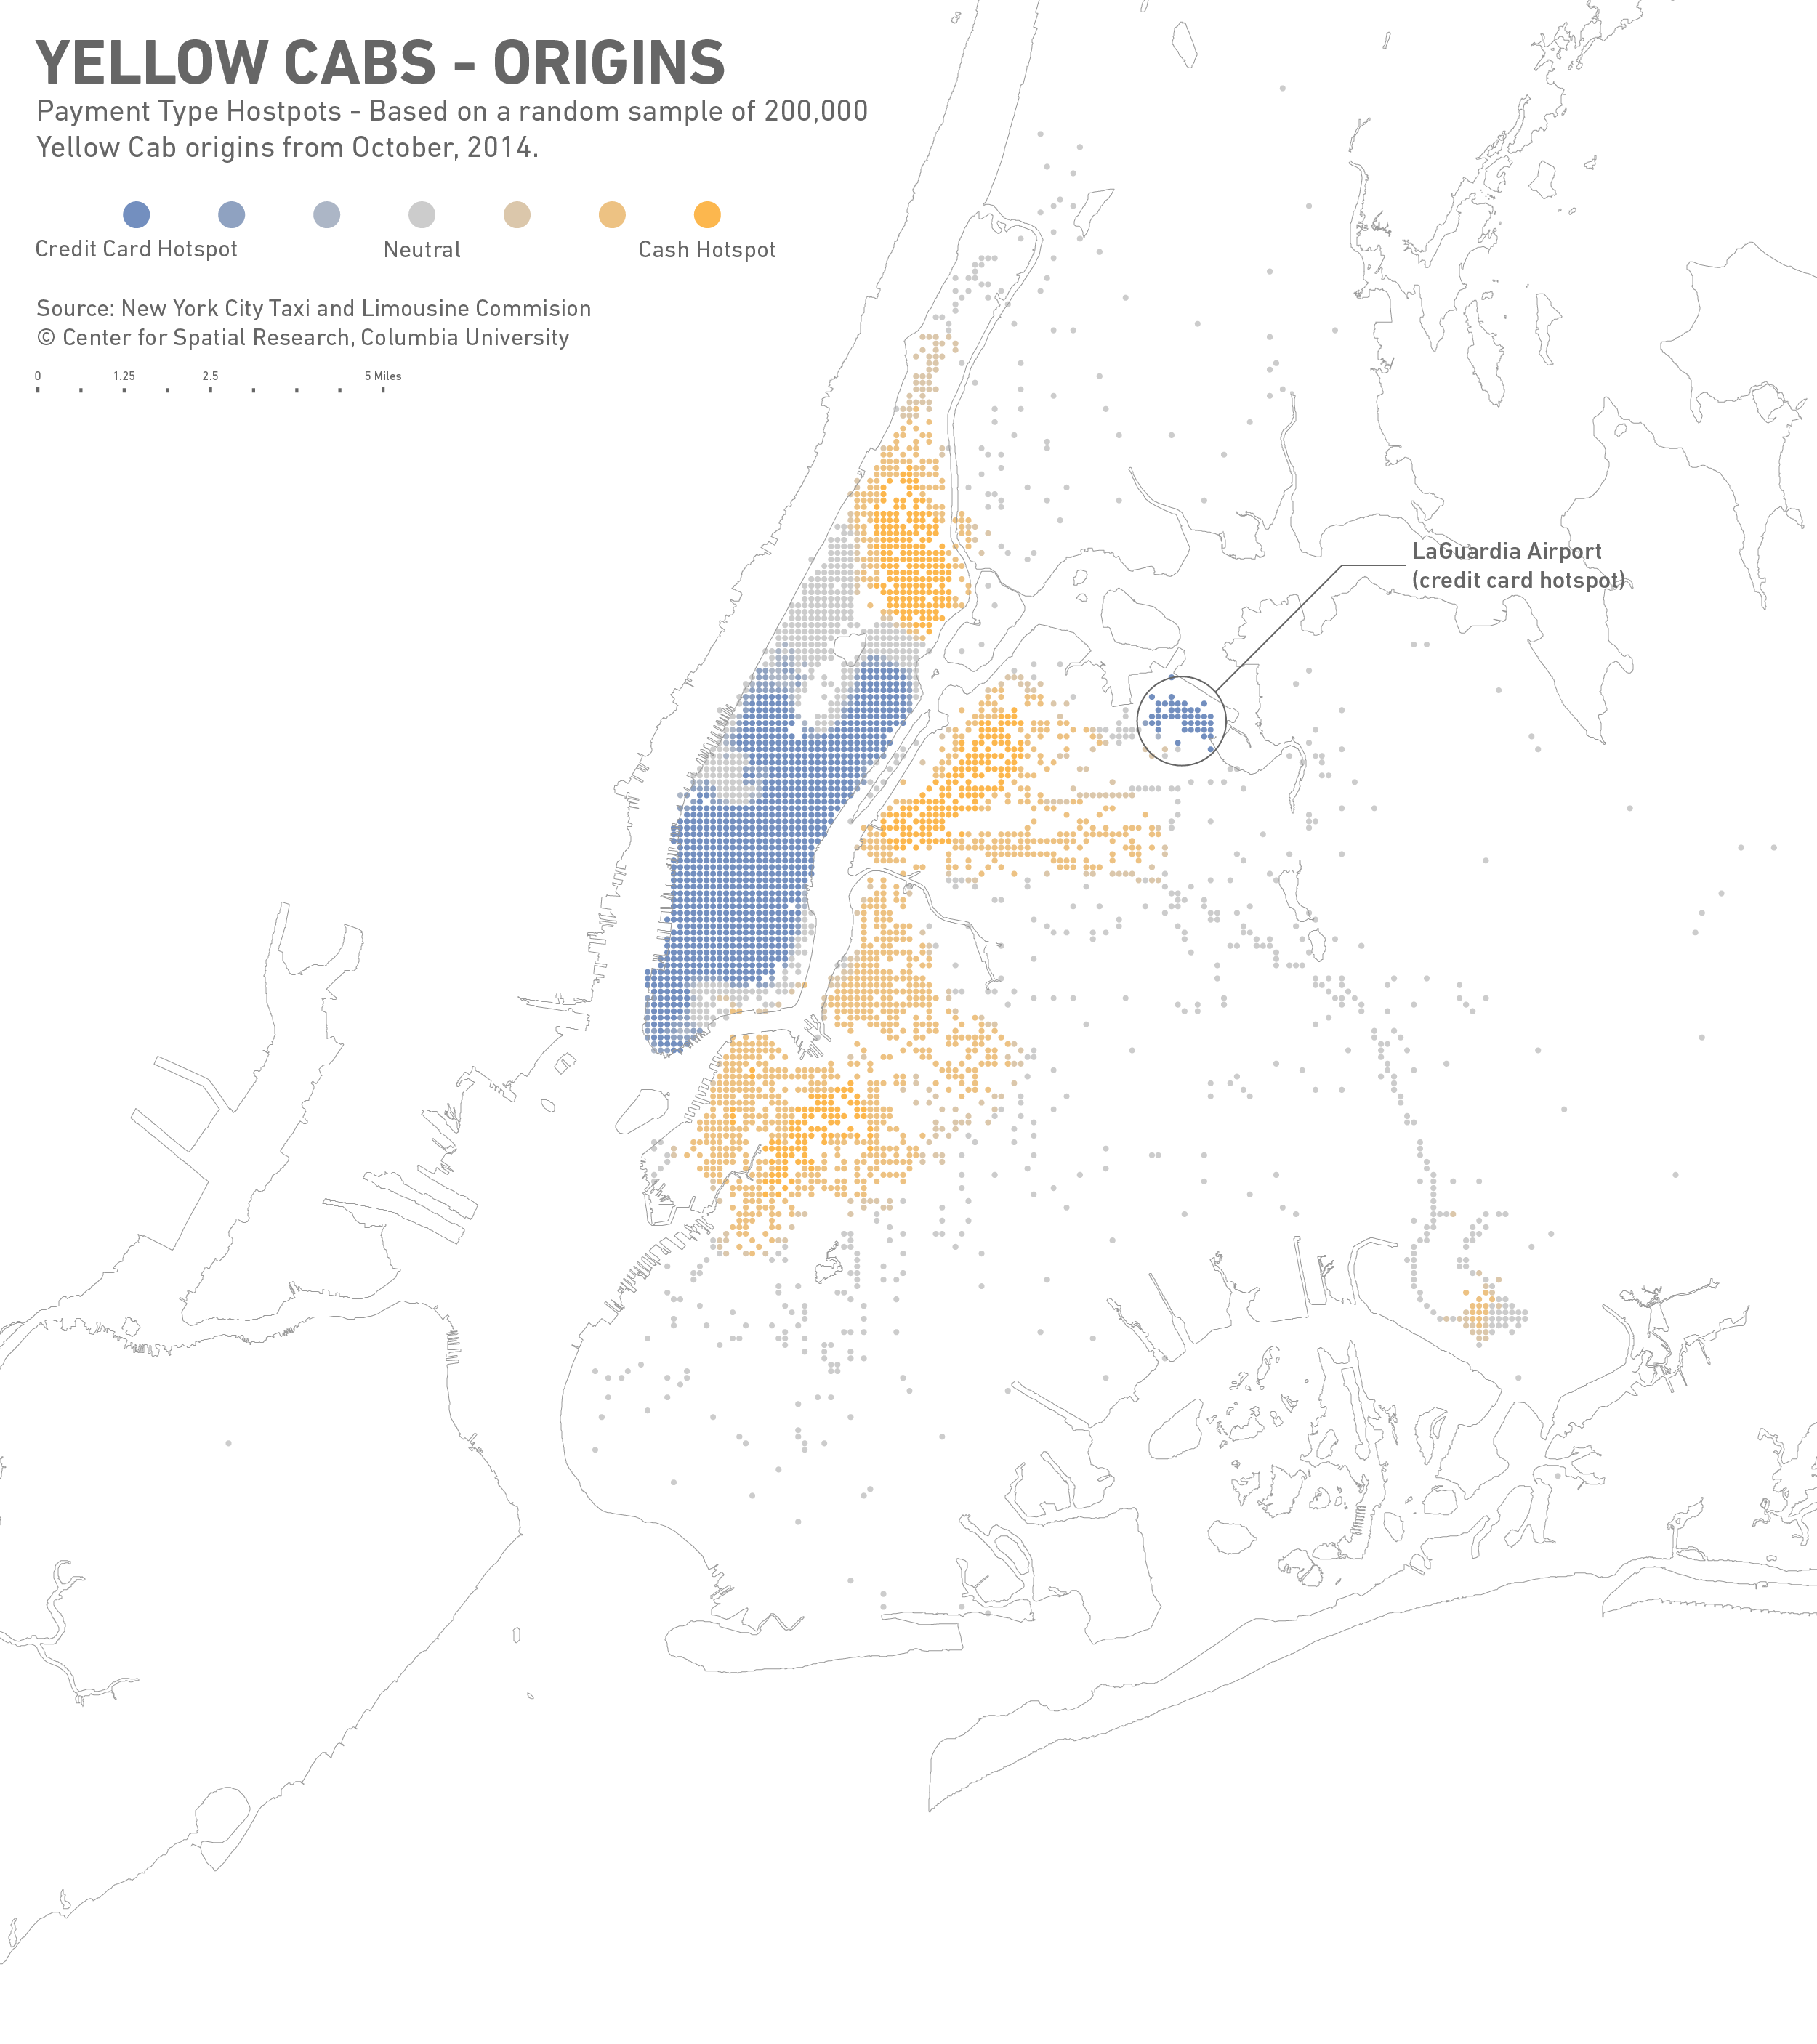 YELLOW CABS - ORIGINS
Payment Type Hostpots - Based on a random sample of 200,000
Yellow Cab origins from October, 2014.
Credit Card Hotspot
Neutral
Cash Hotspot
Source: New York City Taxi and Limousine Commision
© Center for Spatial Research, Columbia University
0 1.25 2.5 5 Miles
LaGuardia Airport
(credit card hotspot)